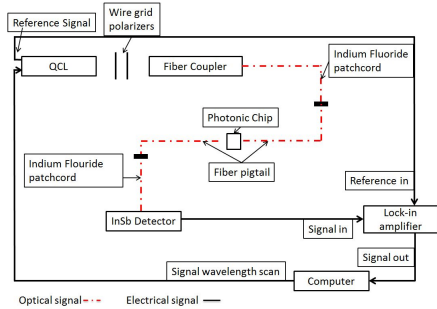 Wire grid
polarizers
Reference Signal
QCL
Fiber Coupler
Indium Fluoride
patchcord
Photonic Chip
Indium Flouride
patchcord
Fiber pigtail
Reference in
InSb Detector
Signal in
Lock-in
amplifier
Signal out
Signal wavelength scan
Computer
Optical signal
Electrical signal